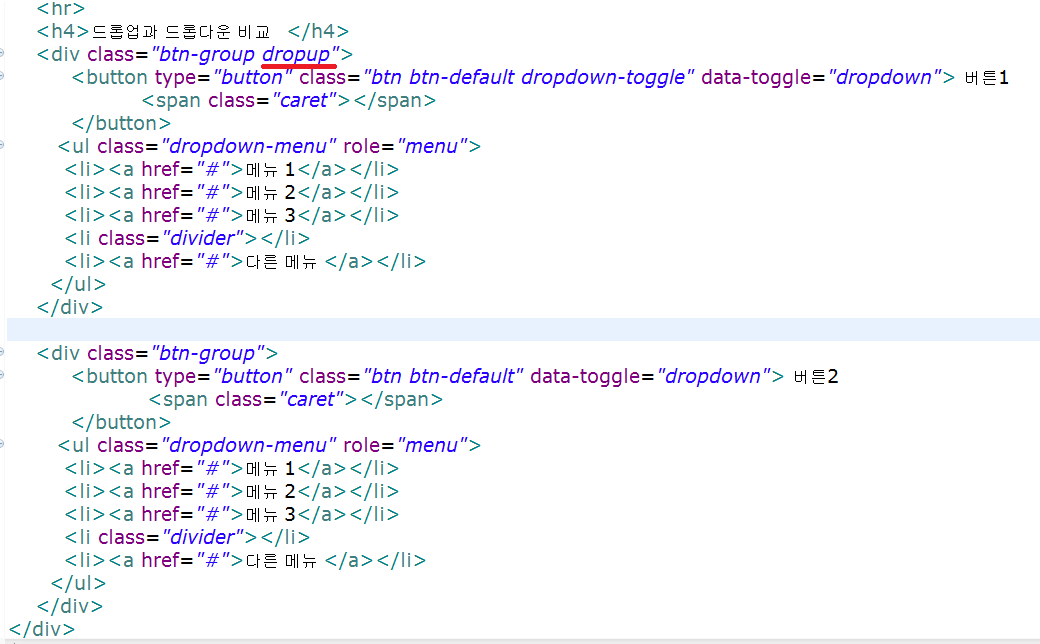 <hr>
<h4>드롭업과 드롭다운 비교 </h4>
<div class="btn-group dropup">
<button type="button" class="btn btn-default dropdown-toggle" data-toggle="dropdown"> 버튼1
<span class="caret"></span>
</button>
<ul class="dropdown-menu" role="menu">
<li><a href="#">메뉴 1</a></li>
<li><a href="#">메뉴 2</a></li>
<li><a href="#">메뉴 3</a></li>
<li class="divider"></li>
<li><a href="#">다른 메뉴 </a></li>
</ul>
</div>
<div class="btn-group">
<button type="button" class="btn btn-default" data-toggle="dropdown"> 버튼2
<span class="caret"></span>
</button>
<ul class="dropdown-menu" role="menu">
<li><a href="#">메뉴 1</a></li>
<li><a href="#">메뉴 2</a></li>
<li><a href="#">메뉴 3</a></li>
<li class="divider"></li>
<li><a href="#">다른 메뉴 </a></li>
</ul>
</div>
</div>